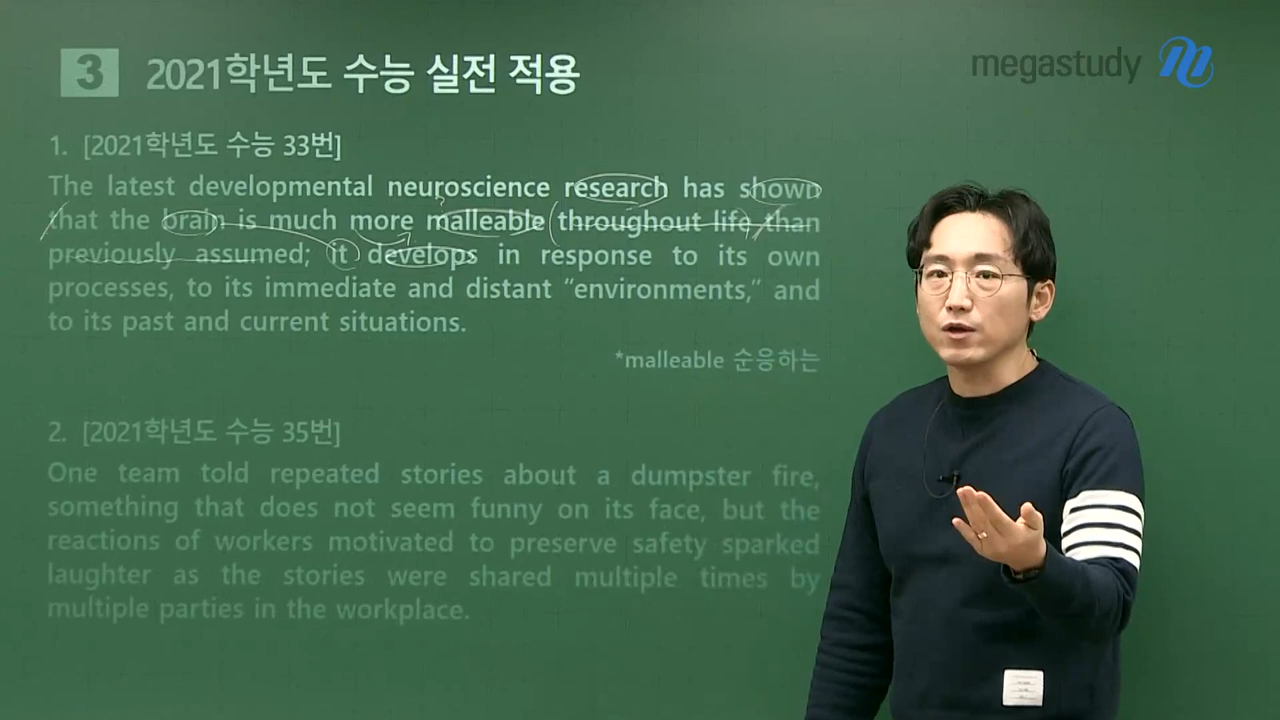 3 2021학년도 수능 실전 적용
megastudy
1. [2021학년도 수능 33번]
The latest developmental neuroscience research has shown
that the brain is much more malleable throughout life than
previously assumed; it develops in response to its own
processes, to its immediate and distant “environments,” and
to its past and current situations.
*malleable 순응하는
2. [2021학년도 수능 35번]
One team told repeated stories about a dumpster fire,
something that does not seem funny on its face, but the
reactions of workers motivated to preserve safety sparked
laughter as the stories were shared multiple times by
multiple parties in the workplace.